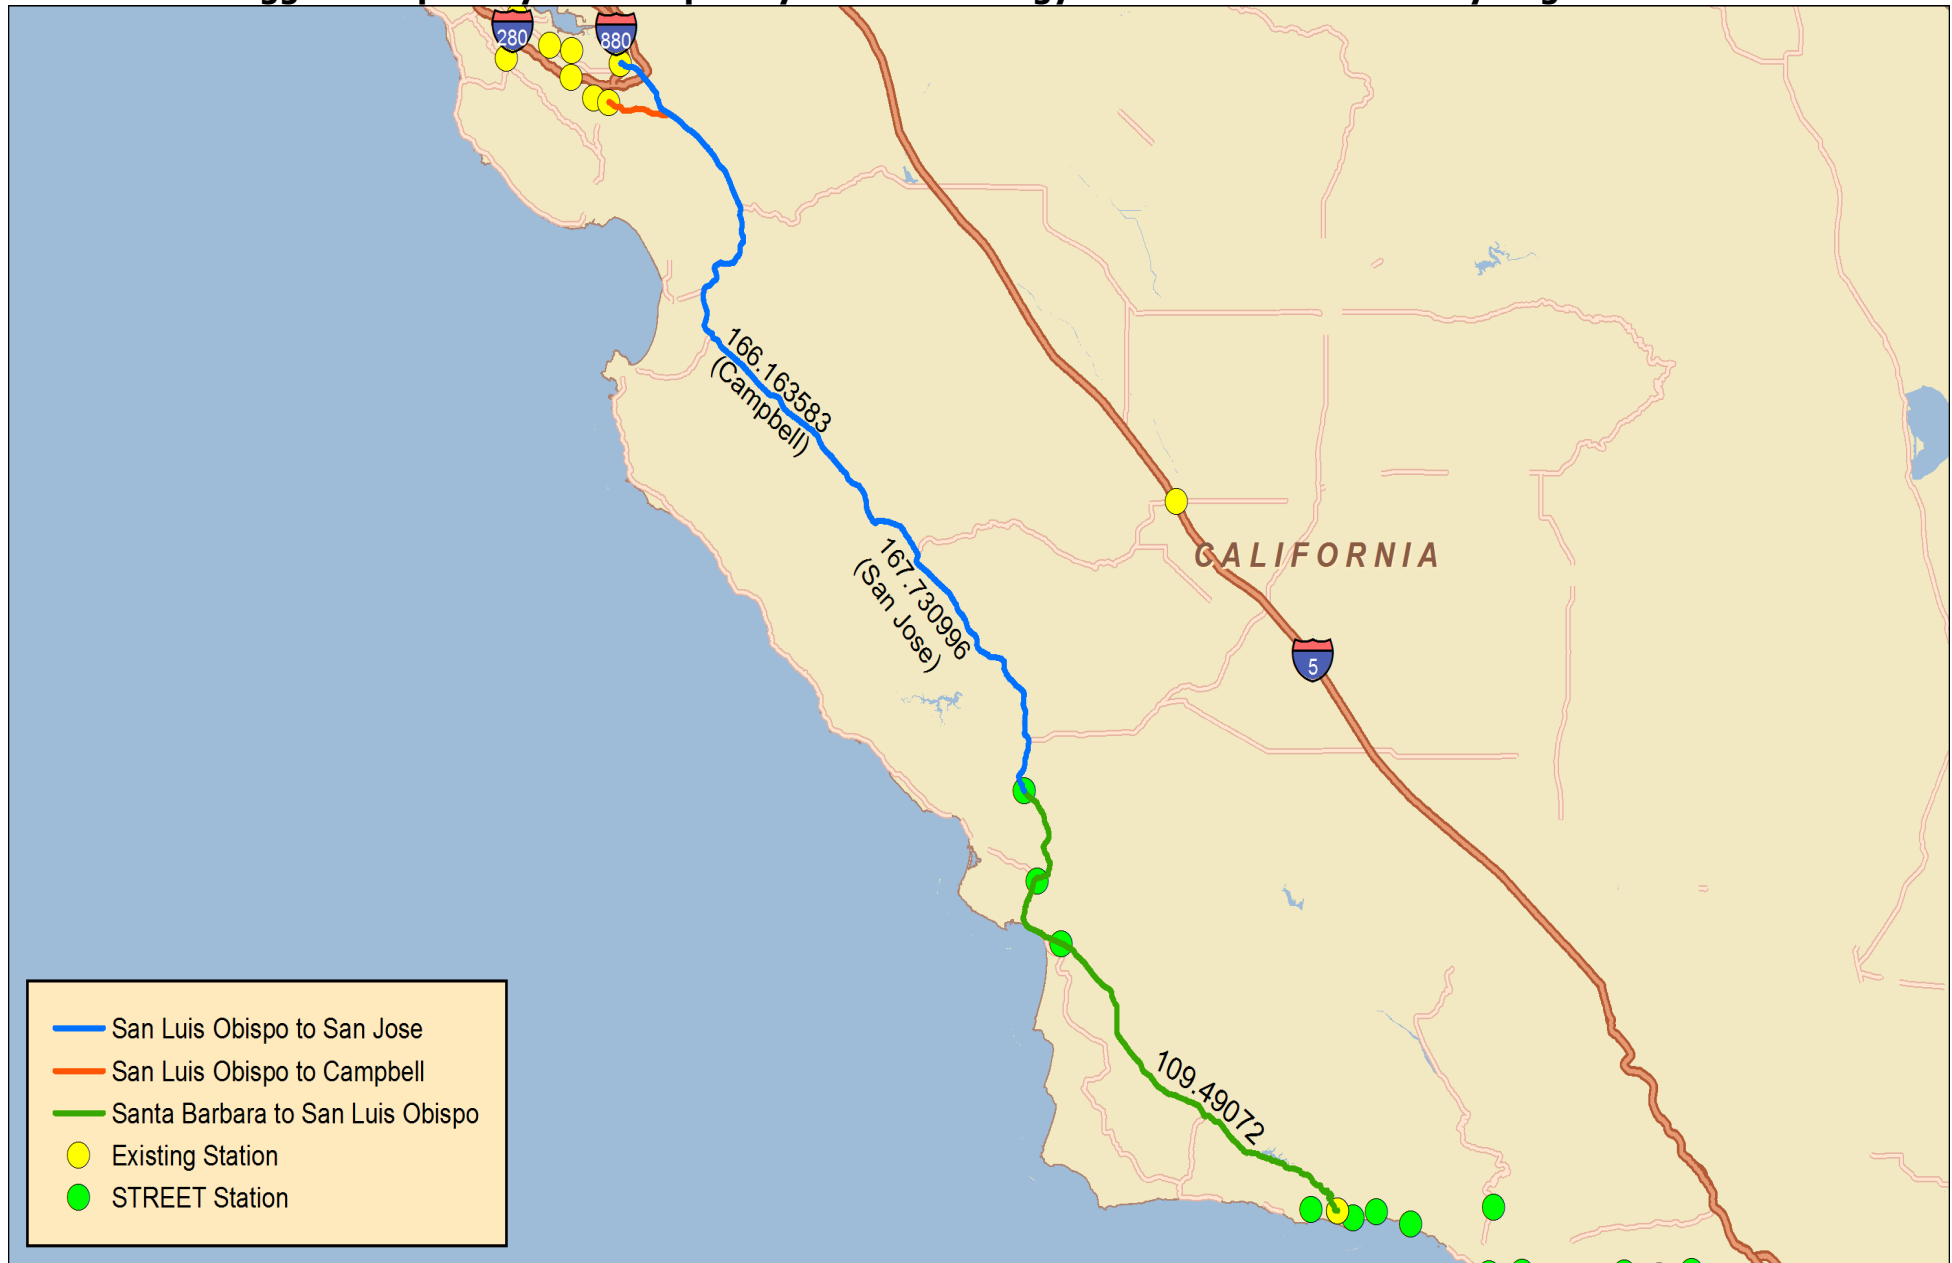 280
880
166.163583
(Campbell)
167.730996
(San Jose)
CALIFORNIA
5
109.49072
San Luis Obispo to San Jose
San Luis Obispo to Campbell
Santa Barbara to San Luis Obispo
Existing Station
STREET Station